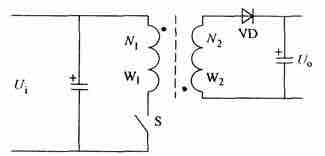 N₁
W₁
Uᵢ
+
S
N₂
W₂
VD
+
Uₒ